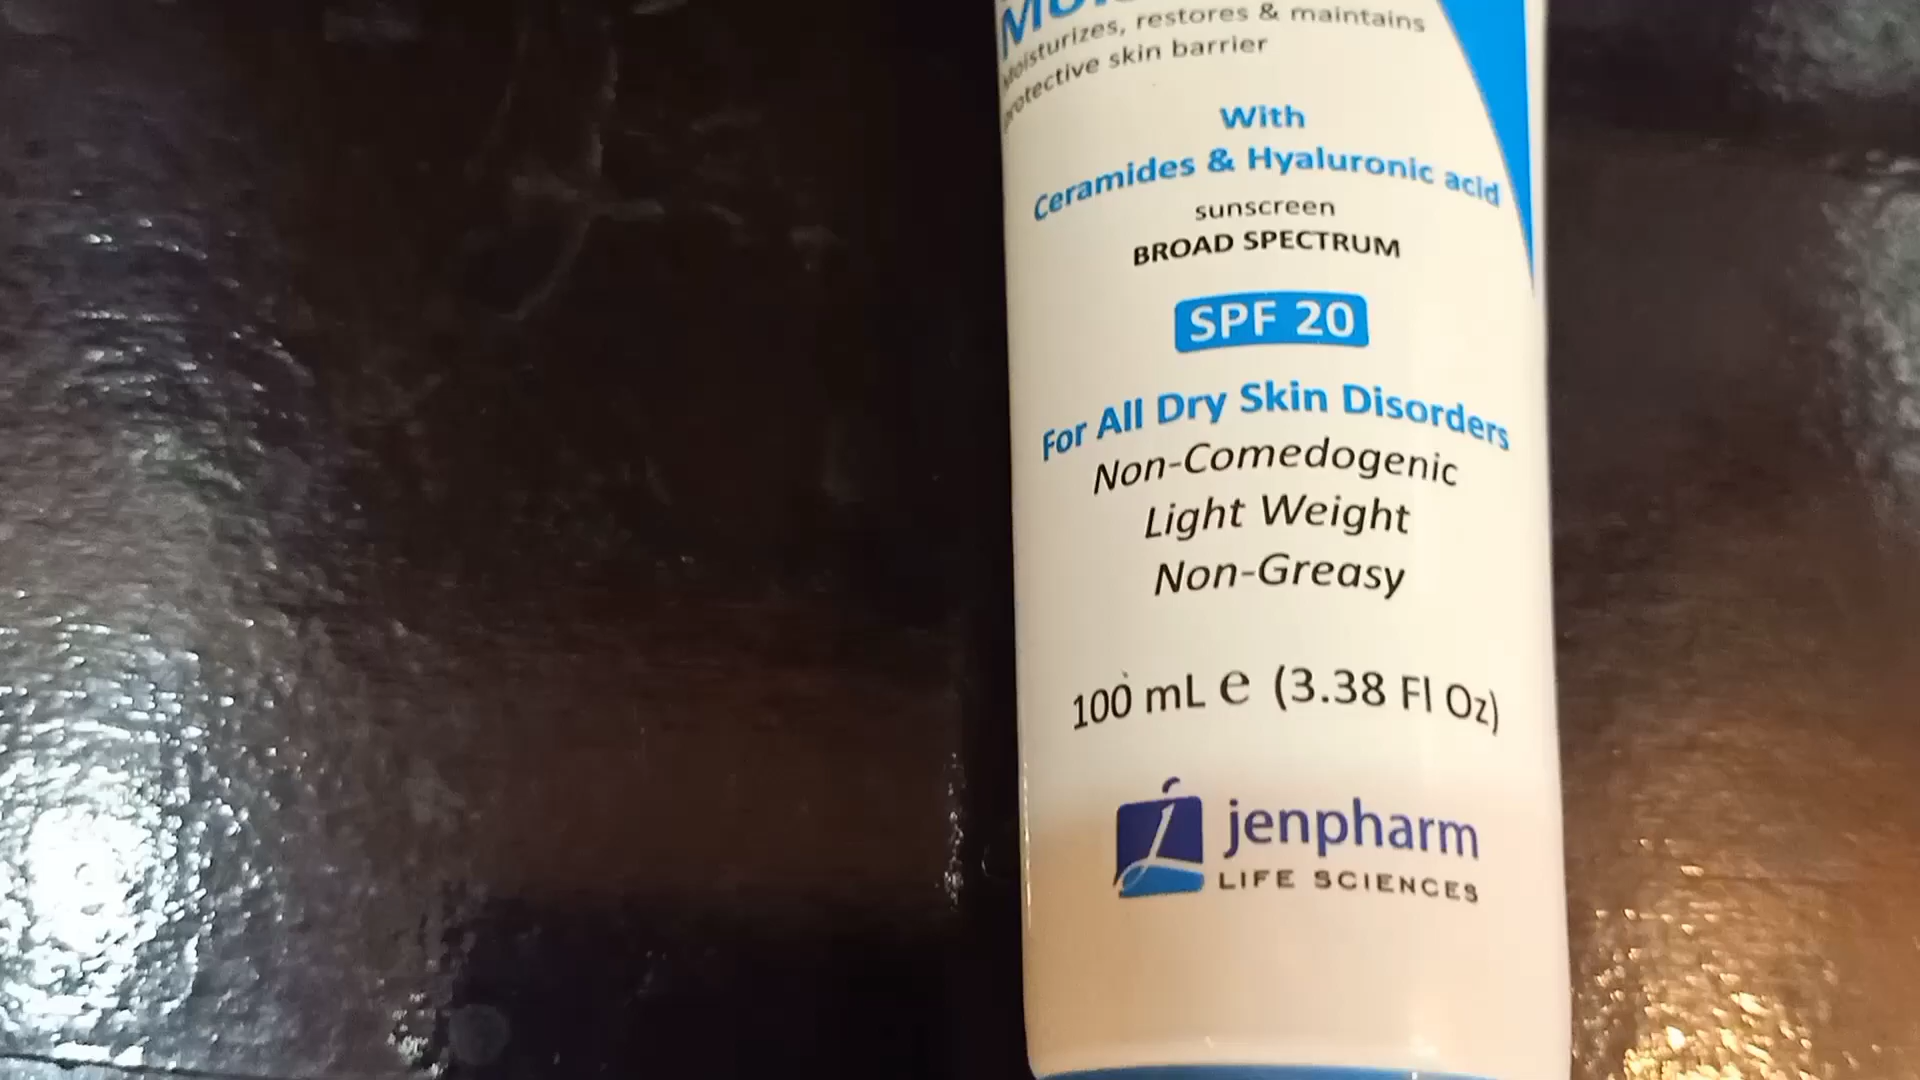 Moisturizes, restores & maintains
protective skin barrier
With
Ceramides & Hyaluronic acid
sunscreen
BROAD SPECTRUM
SPF 20
For All Dry Skin Disorders
Non-Comedogenic
Light Weight
Non-Greasy
100 mL e (3.38 Fl Oz)
jenpharm
LIFE SCIENCES